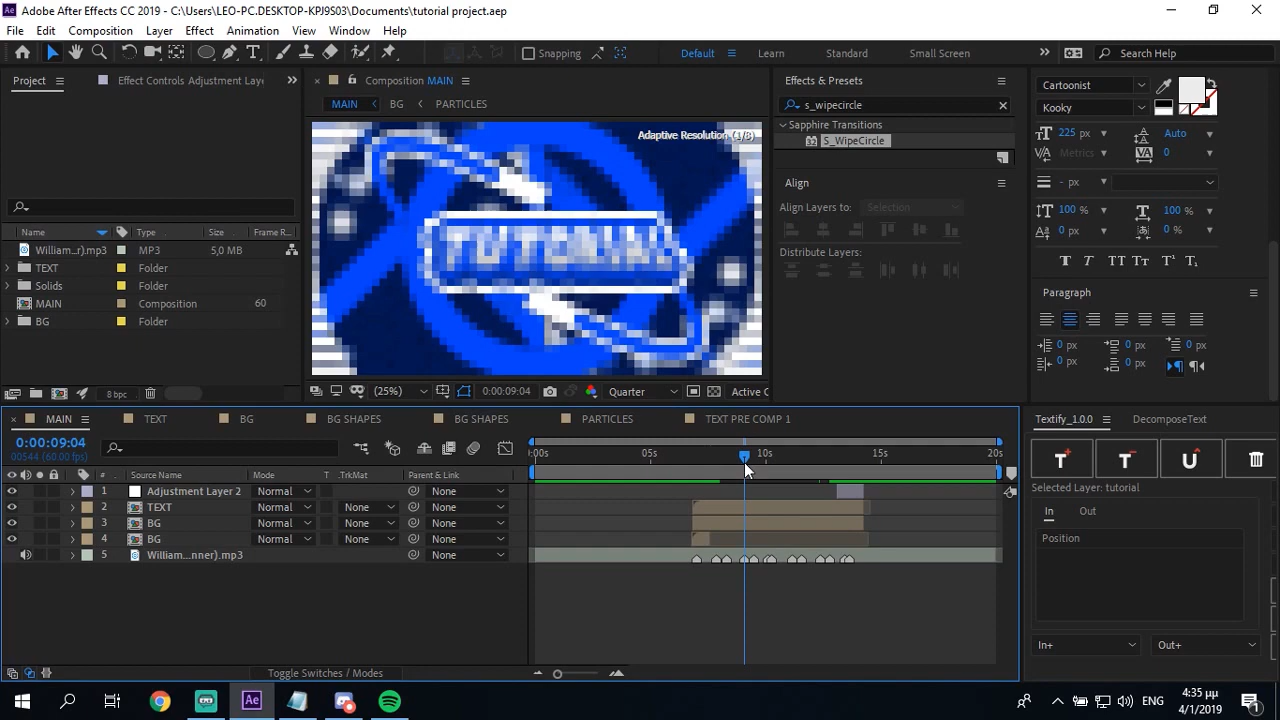 Adobe After Effects CC 2019 - C:\Users\LEO-PC.DESKTOP-KPJ9S03\Documents\tutorial project.aep
File Edit Composition Layer Effect Animation View Window Help
Snapping Default Learn Standard Small Screen Search Help
Project Effect Controls Adjustment Laye Composition MAIN Effects & Presets Cartoonist
MAIN BG PARTICLES s_wipecircle Kooky
Adaptive Resolution (1/8) Sapphire Transitions 225 px Auto
S_WipeCircle Metrics 0
Align - px
Align Layers to: Selection 100 % 100 %
0 px 0 %
Name Type Size Frame R...
William...r).mp3 MP3 5,0 MB
Distribute Layers:
TEXT Folder
Solids Folder
MAIN Composition 60
BG Folder
Paragraph
0 px 0 px 0 px
0 px 0 px
8 bpc (25%) 0:00:09:04 Quarter Active C
MAIN TEXT BG BG SHAPES BG SHAPES PARTICLES TEXT PRE COMP 1 Textify_1.0.0 DecomposeText
0:00:09:04
00544 (60.00 fps)
:00s 05s 10s 15s 20s
# Source Name Mode T .TrkMat Parent & Link
1 Adjustment Layer 2 Normal None
2 TEXT Normal None None
3 BG Normal None None
4 BG Normal None None
5 William...nner).mp3 None
Selected Layer: tutorial
In Out
Position
In+ Out+
Toggle Switches / Modes
ENG 4:35 μμ
4/1/2019
1